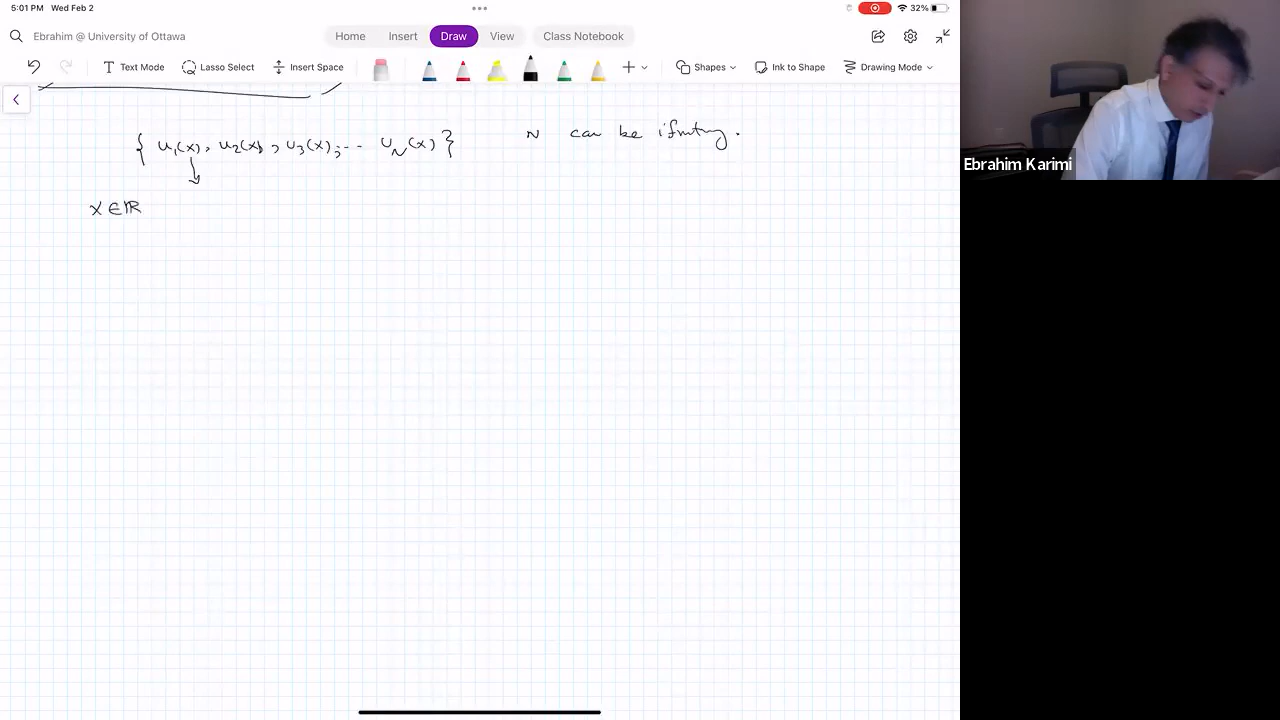 5:01 PM Wed Feb 2
32%
Ebrahim @ University of Ottawa
Home Insert Draw View Class Notebook
Text Mode Lasso Select Insert Space Shapes Ink to Shape Drawing Mode
{ u₁(x), u₂(x), u₃(x), ... u_N(x) } N can be
x ∈ ℝ
Ebrahim Karimi